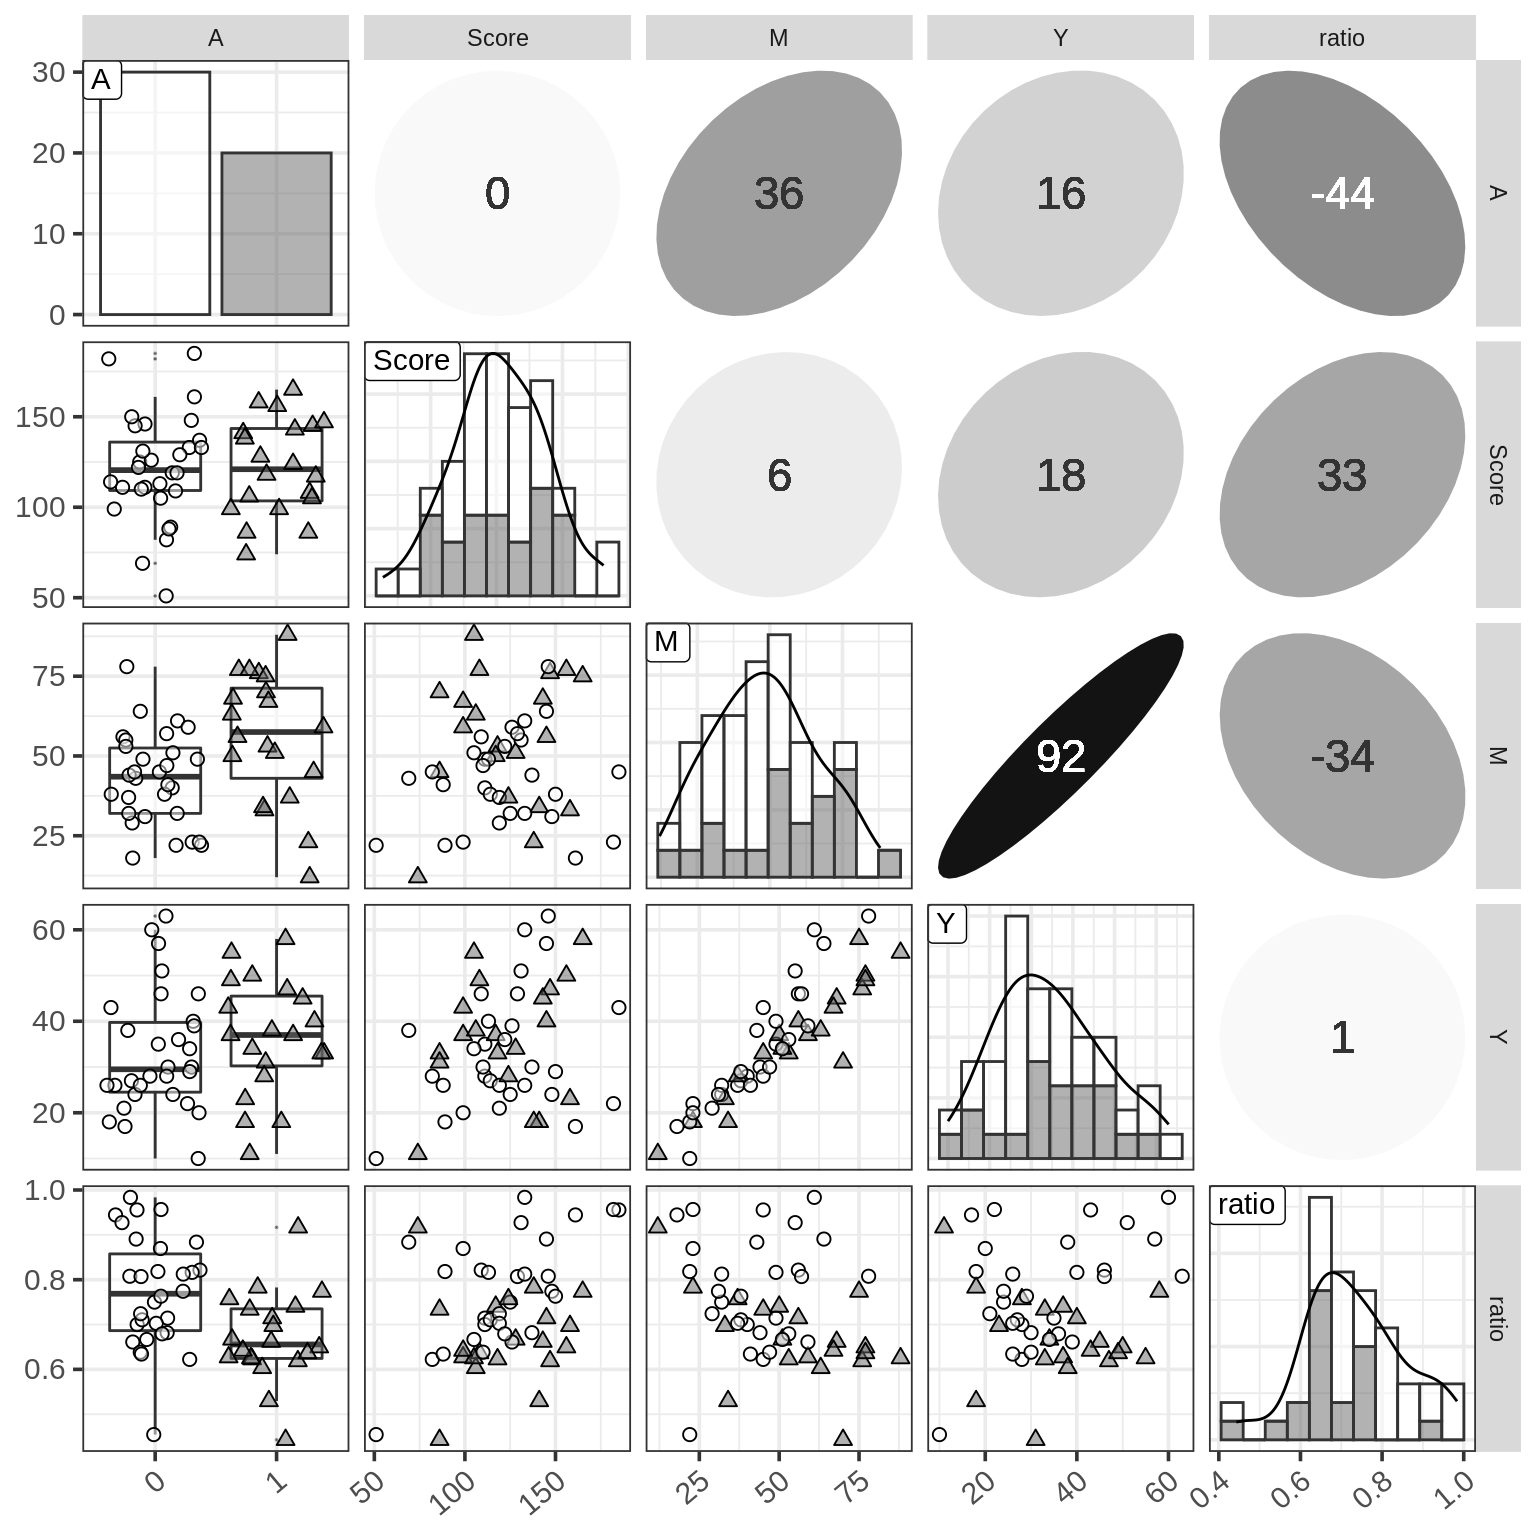 A Score M Y ratio
30 A
20
10
0
0 36 16 -44
A
150 Score
100
50
6 18 33
Score
75 M
50
25
92 -34
M
60 Y
40
20
1
Y
1.0 ratio
0.8
0.6
ratio
0 1 50 100 150 25 50 75 20 40 60 0.4 0.6 0.8 1.0